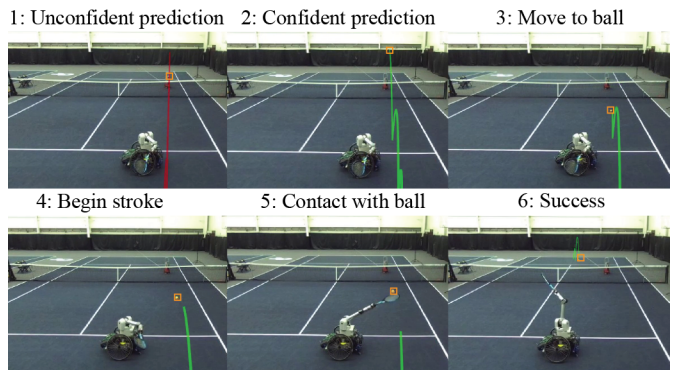 1: Unconfident prediction
2: Confident prediction
3: Move to ball
4: Begin stroke
5: Contact with ball
6: Success